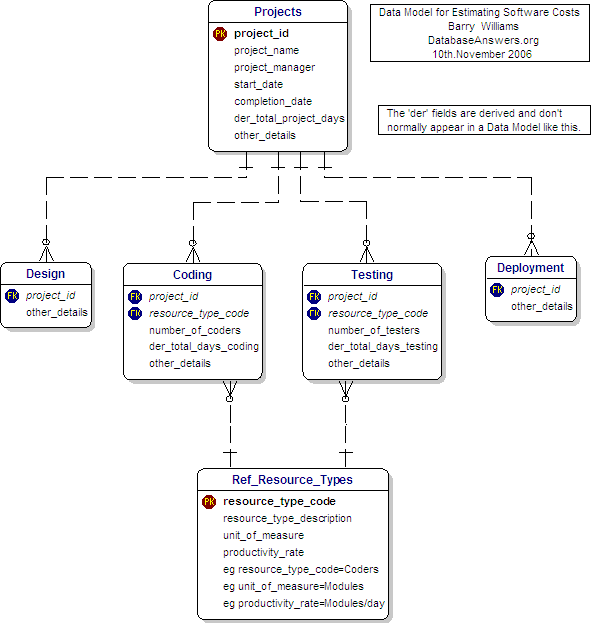 Projects
PK project_id
project_name
project_manager
start_date
completion_date
der_total_project_days
other_details
Data Model for Estimating Software Costs
Barry Williams
DatabaseAnswers.org
10th.November 2006
The 'der' fields are derived and don't
normally appear in a Data Model like this.
Design
FK project_id
other_details
Coding
FK project_id
FK resource_type_code
number_of_coders
der_total_days_coding
other_details
Testing
FK project_id
FK resource_type_code
number_of_testers
der_total_days_testing
other_details
Deployment
FK project_id
other_details
Ref_Resource_Types
PK resource_type_code
resource_type_description
unit_of_measure
productivity_rate
eg resource_type_code=Coders
eg unit_of_measure=Modules
eg productivity_rate=Modules/day